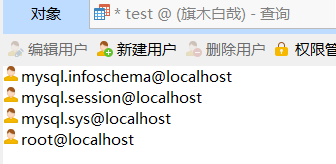 对象 * test @ (旗木白哉) - 查询
编辑用户 新建用户 删除用户 权限管
mysql.infoschema@localhost
mysql.session@localhost
mysql.sys@localhost
root@localhost